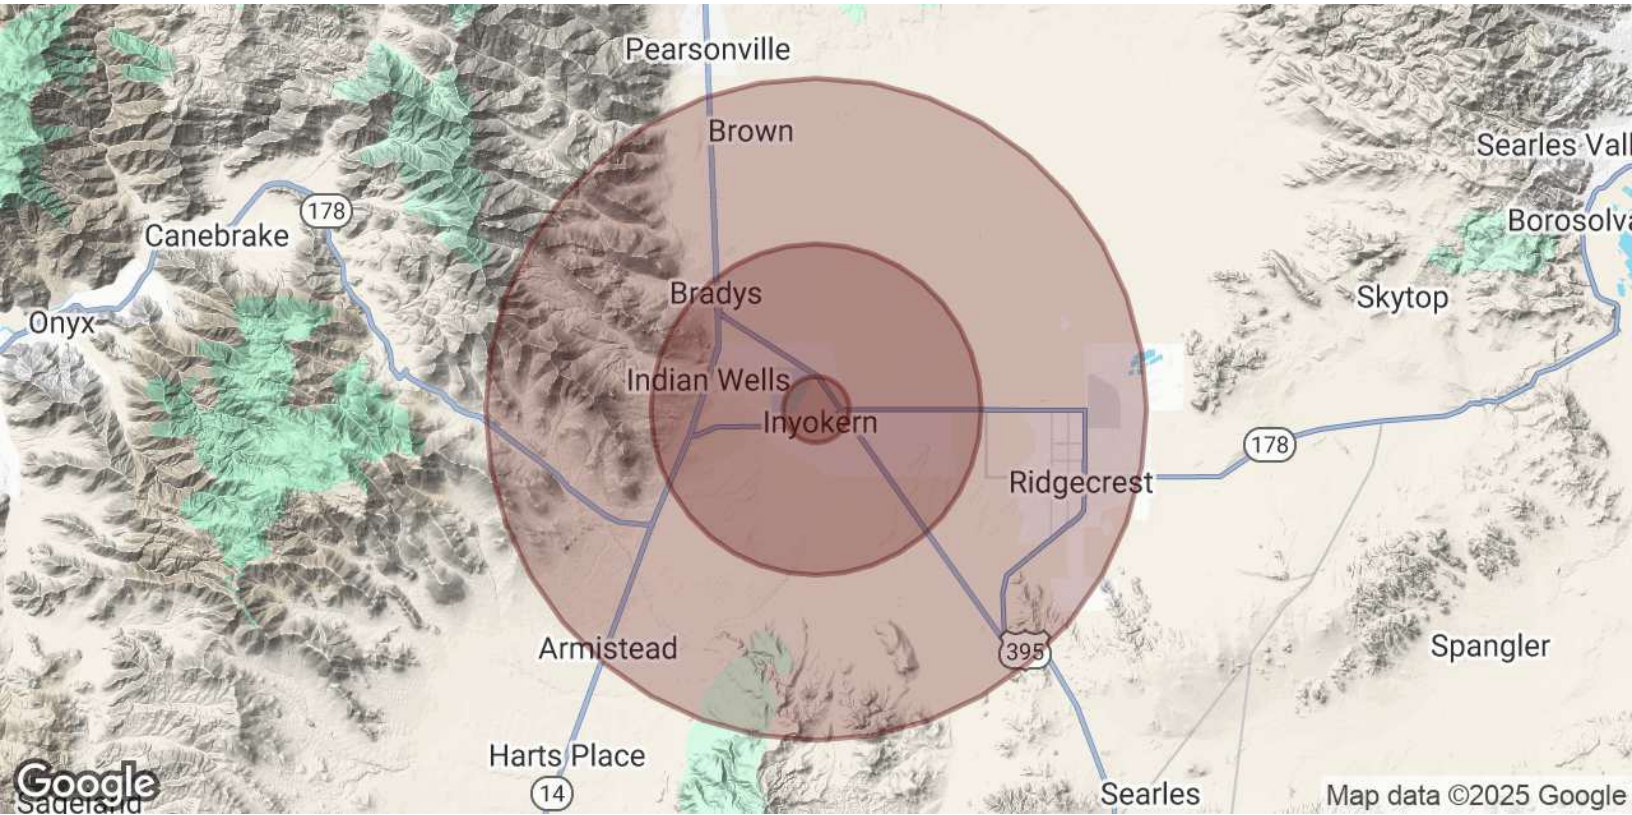 Pearsonville
Brown
Searles Vall
178
Canebrake
Borosolva
Bradys
Skytop
Onyx
Indian Wells
Inyokern
178
Ridgecrest
Armistead
395
Spangler
Harts Place
Google
Sageland
14
Searles
Map data ©2025 Google